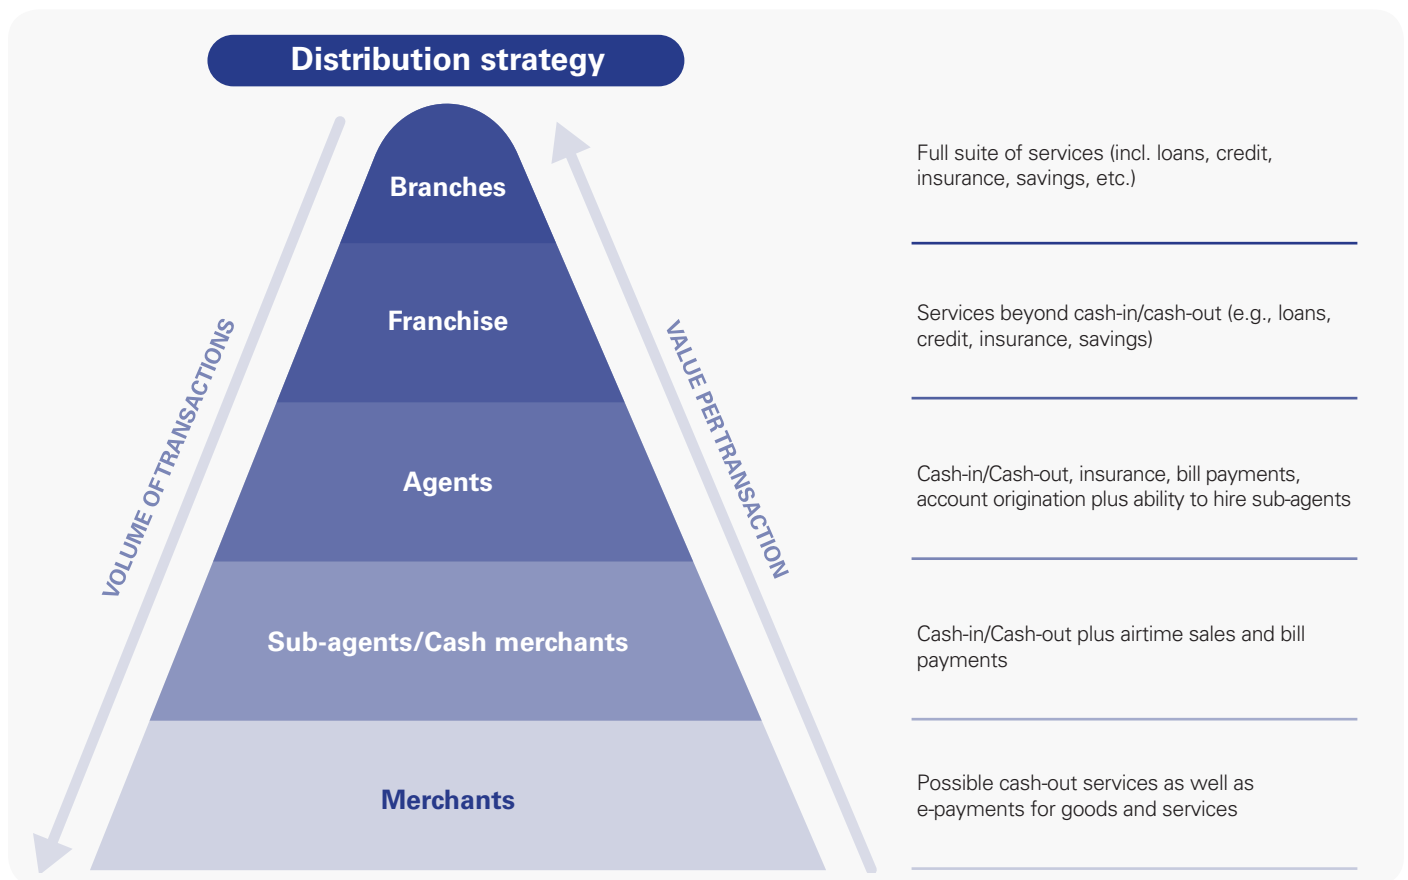 Distribution strategy
Branches
Full suite of services (incl. loans, credit,
insurance, savings, etc.)
Franchise
Services beyond cash-in/cash-out (e.g., loans,
credit, insurance, savings)
VOLUME OF TRANSACTIONS
VALUE PER TRANSACTION
Agents
Cash-in/Cash-out, insurance, bill payments,
account origination plus ability to hire sub-agents
Sub-agents/Cash merchants
Cash-in/Cash-out plus airtime sales and bill
payments
Merchants
Possible cash-out services as well as
e-payments for goods and services